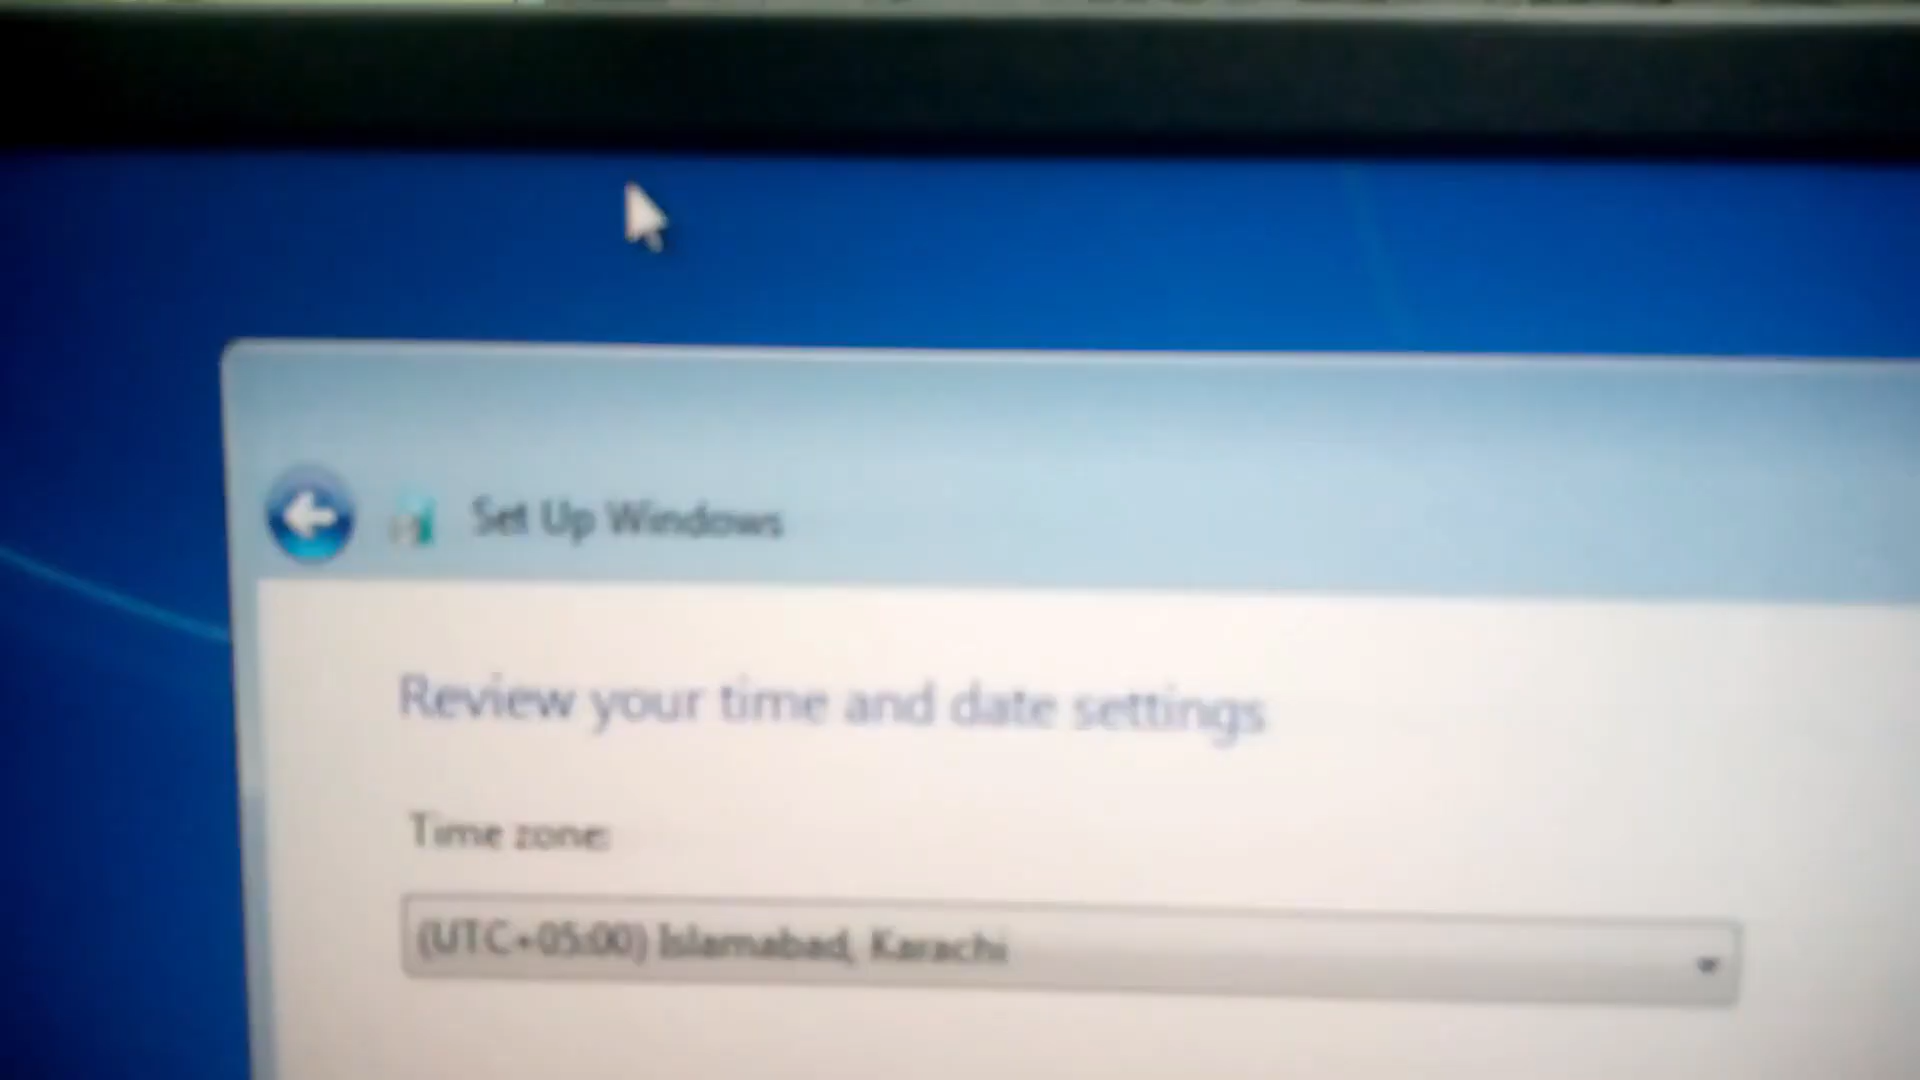 Set Up Windows
Review your time and date settings
Time zone:
(UTC+05:00) Islamabad, Karachi